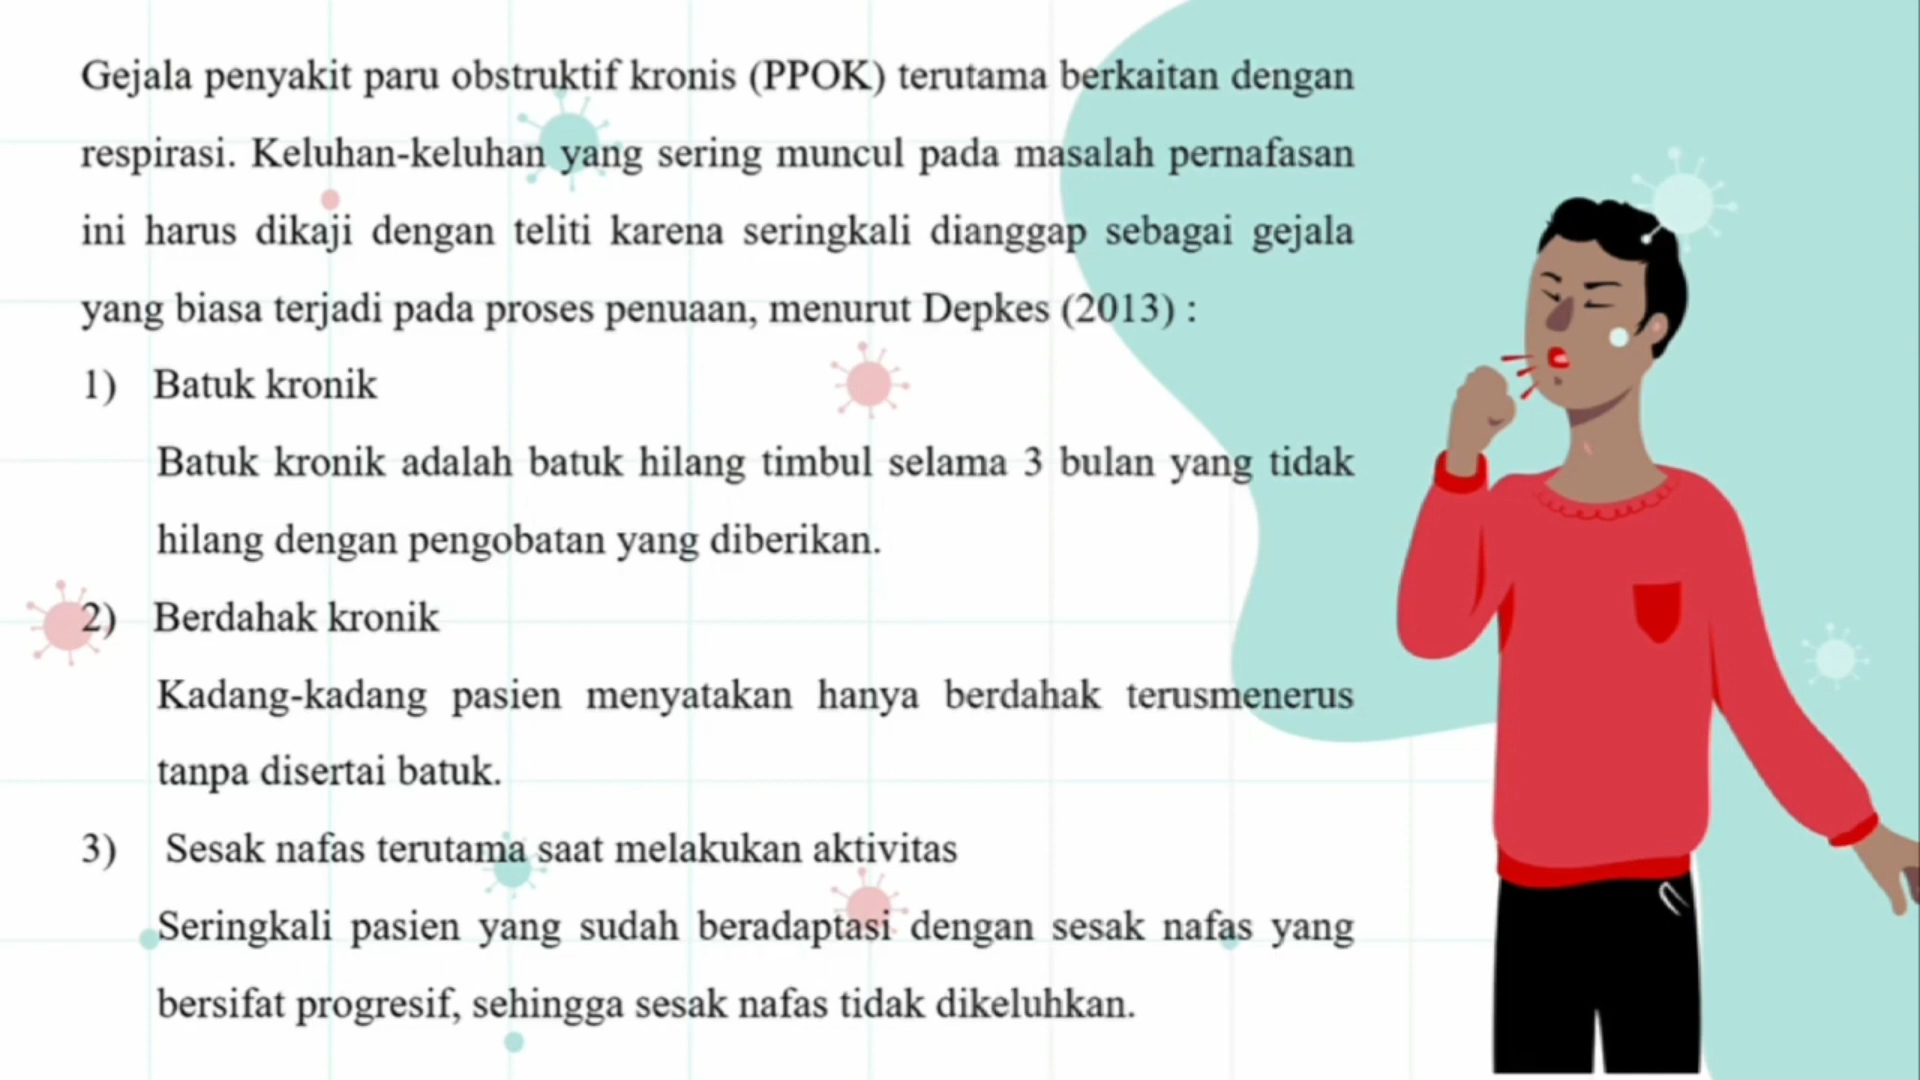 Gejala penyakit paru obstruktif kronis (PPOK) terutama berkaitan dengan
respirasi. Keluhan-keluhan yang sering muncul pada masalah pernafasan
ini harus dikaji dengan teliti karena seringkali dianggap sebagai gejala
yang biasa terjadi pada proses penuaan, menurut Depkes (2013) :
1) Batuk kronik
Batuk kronik adalah batuk hilang timbul selama 3 bulan yang tidak
hilang dengan pengobatan yang diberikan.
2) Berdahak kronik
Kadang-kadang pasien menyatakan hanya berdahak terusmenerus
tanpa disertai batuk.
3) Sesak nafas terutama saat melakukan aktivitas
Seringkali pasien yang sudah beradaptasi dengan sesak nafas yang
bersifat progresif, sehingga sesak nafas tidak dikeluhkan.